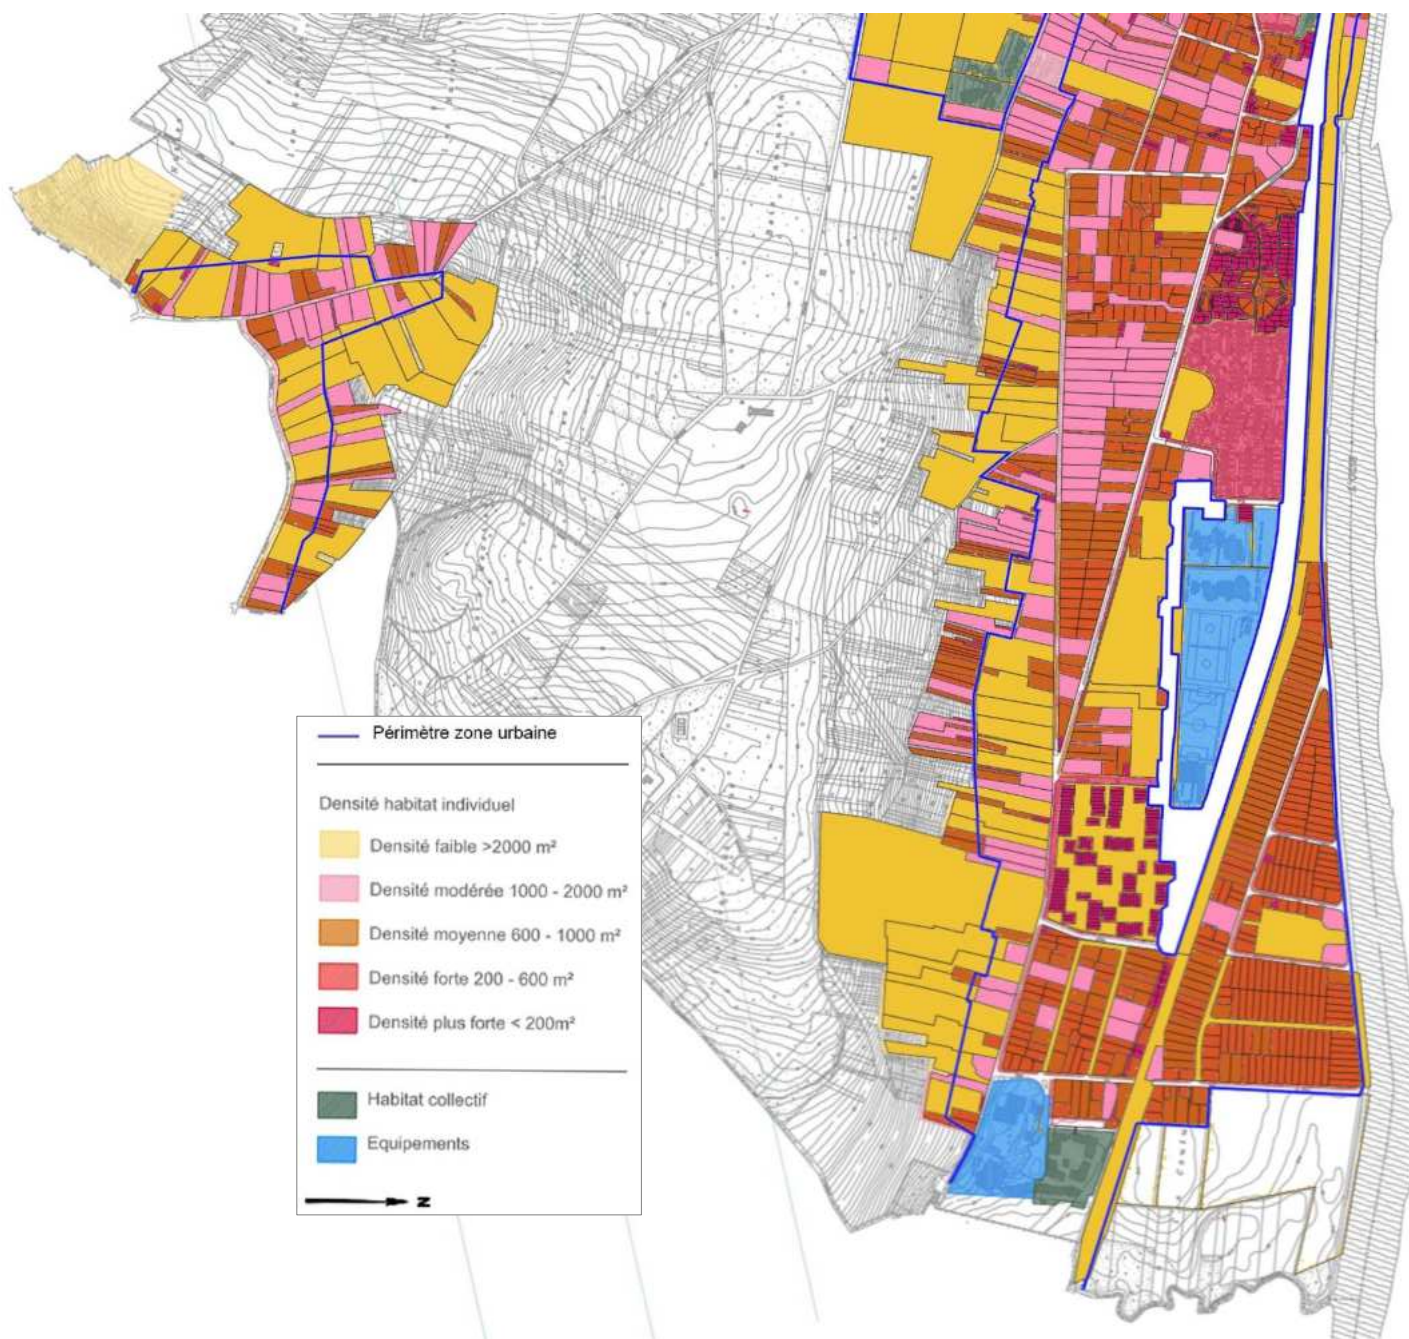 Périmètre zone urbaine
Densité habitat individuel
Densité faible >2000 m²
Densité modérée 1000 - 2000 m²
Densité moyenne 600 - 1000 m²
Densité forte 200 - 600 m²
Densité plus forte < 200m²
Habitat collectif
Equipements
N